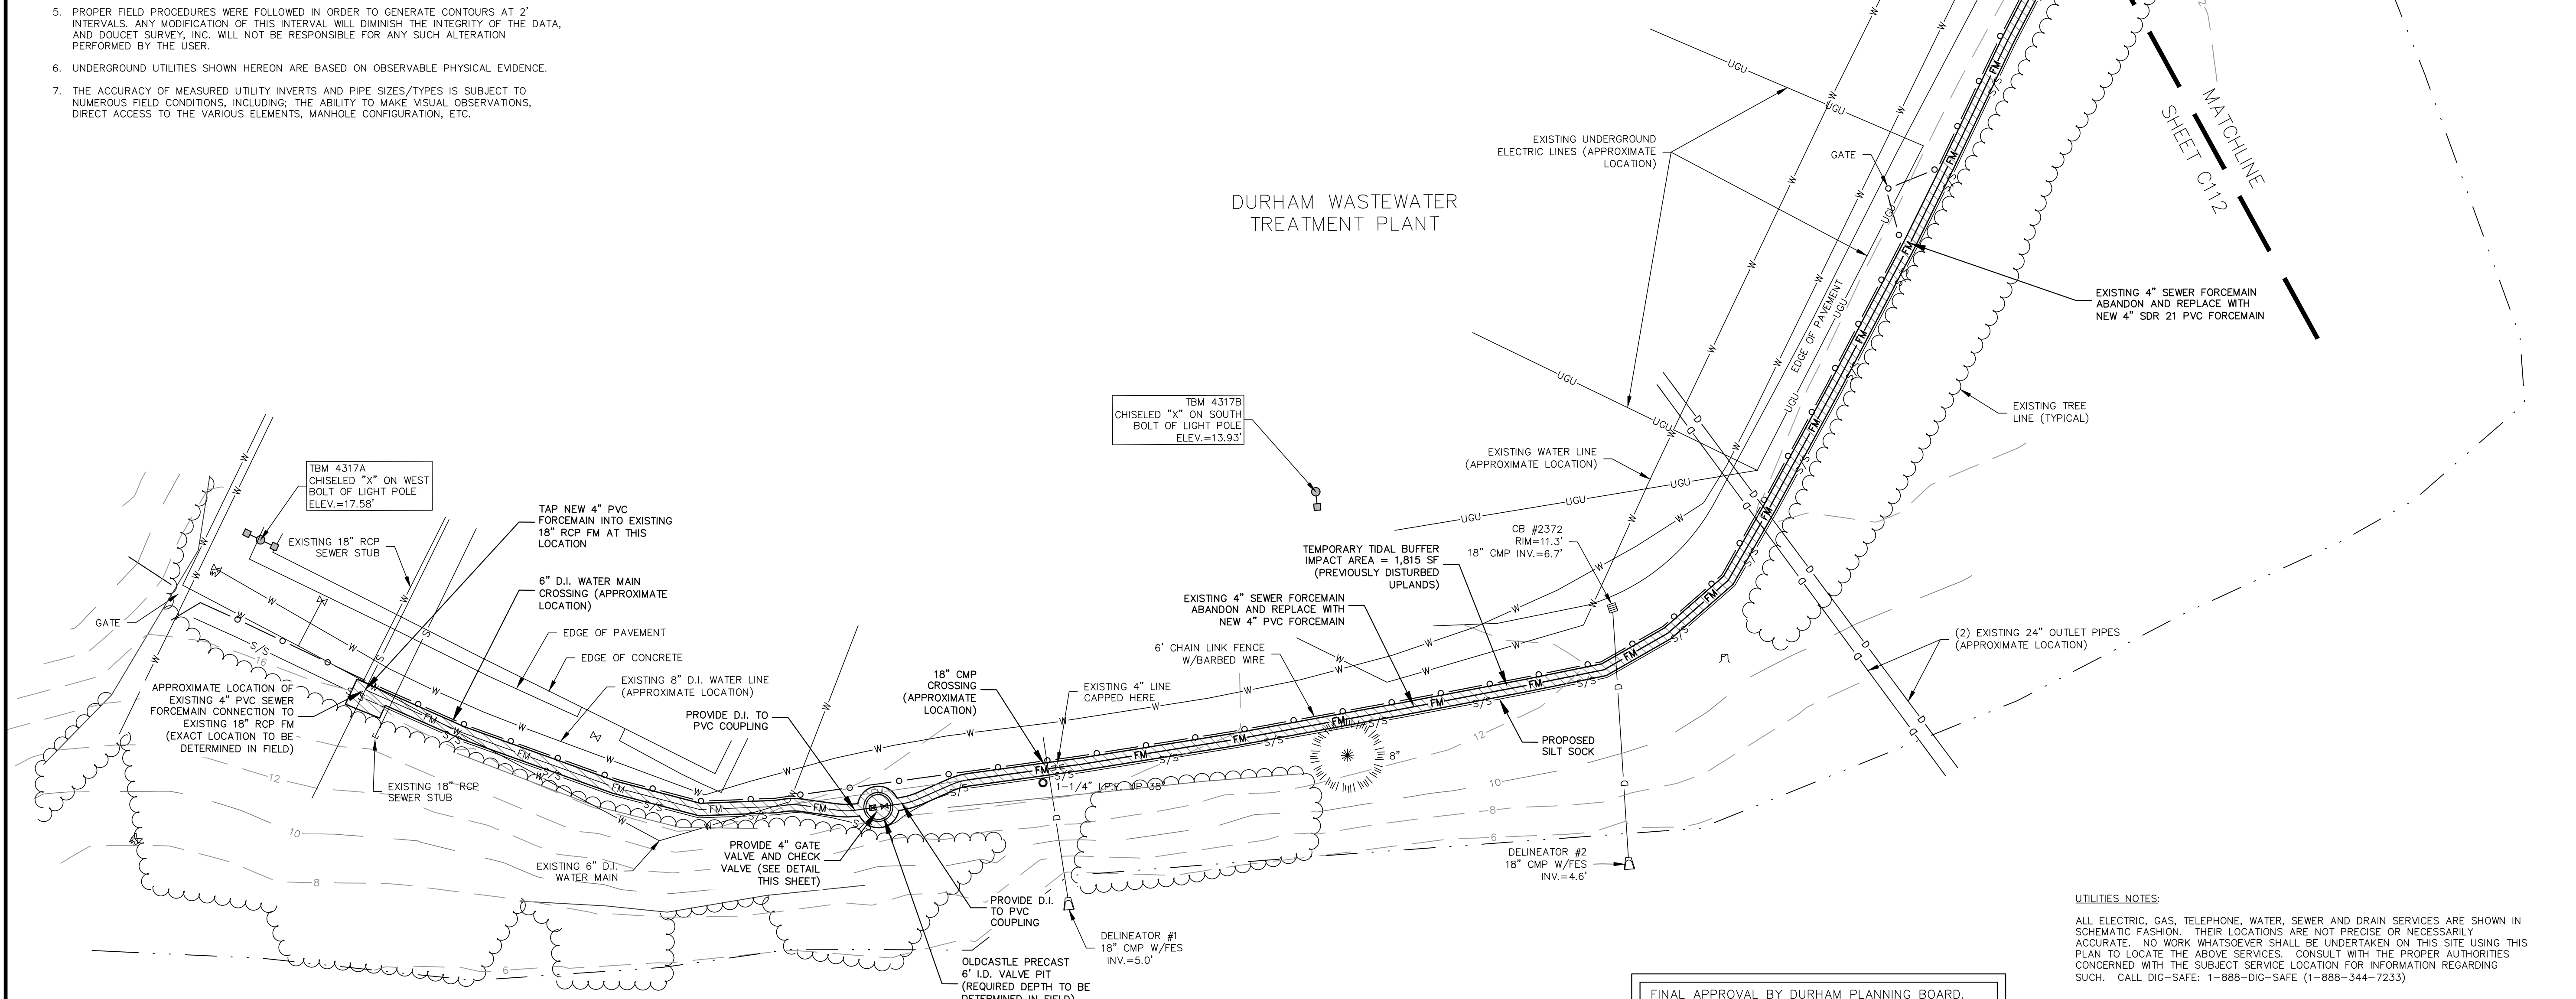 5. PROPER FIELD PROCEDURES WERE FOLLOWED IN ORDER TO GENERATE CONTOURS AT 2'
INTERVALS. ANY MODIFICATION OF THIS INTERVAL WILL DIMINISH THE INTEGRITY OF THE DATA,
AND DOUCET SURVEY, INC. WILL NOT BE RESPONSIBLE FOR ANY SUCH ALTERATION
PERFORMED BY THE USER.
6. UNDERGROUND UTILITIES SHOWN HEREON ARE BASED ON OBSERVABLE PHYSICAL EVIDENCE.
7. THE ACCURACY OF MEASURED UTILITY INVERTS AND PIPE SIZES/TYPES IS SUBJECT TO
NUMEROUS FIELD CONDITIONS, INCLUDING; THE ABILITY TO MAKE VISUAL OBSERVATIONS,
DIRECT ACCESS TO THE VARIOUS ELEMENTS, MANHOLE CONFIGURATION, ETC.
EXISTING UNDERGROUND
ELECTRIC LINES (APPROXIMATE
LOCATION)
GATE
MATCHLINE
SHEET C112
DURHAM WASTEWATER
TREATMENT PLANT
EXISTING 4" SEWER FORCEMAIN
ABANDON AND REPLACE WITH
NEW 4" SDR 21 PVC FORCEMAIN
EDGE OF PAVEMENT
EXISTING TREE
LINE (TYPICAL)
TBM 4317B
CHISELED "X" ON SOUTH
BOLT OF LIGHT POLE
ELEV.=13.93'
EXISTING WATER LINE
(APPROXIMATE LOCATION)
TBM 4317A
CHISELED "X" ON WEST
BOLT OF LIGHT POLE
ELEV.=17.58'
EXISTING 18" RCP
SEWER STUB
TAP NEW 4" PVC
FORCEMAIN INTO EXISTING
18" RCP FM AT THIS
LOCATION
6" D.I. WATER MAIN
CROSSING (APPROXIMATE
LOCATION)
CB #2372
RIM=11.3'
18" CMP INV.=6.7'
TEMPORARY TIDAL BUFFER
IMPACT AREA = 1,815 SF
(PREVIOUSLY DISTURBED
UPLANDS)
EXISTING 4" SEWER FORCEMAIN
ABANDON AND REPLACE WITH
NEW 4" PVC FORCEMAIN
6' CHAIN LINK FENCE
W/BARBED WIRE
GATE
EDGE OF PAVEMENT
EDGE OF CONCRETE
EXISTING 8" D.I. WATER LINE
(APPROXIMATE LOCATION)
(2) EXISTING 24" OUTLET PIPES
(APPROXIMATE LOCATION)
APPROXIMATE LOCATION OF
EXISTING 4" PVC SEWER
FORCEMAIN CONNECTION TO
EXISTING 18" RCP FM
(EXACT LOCATION TO BE
DETERMINED IN FIELD)
18" CMP
CROSSING
(APPROXIMATE
LOCATION)
EXISTING 4" LINE
CAPPED HERE
PROVIDE D.I. TO
PVC COUPLING
PROPOSED
SILT SOCK
8"
EXISTING 18" RCP
SEWER STUB
EXISTING 6" D.I.
WATER MAIN
PROVIDE 4" GATE
VALVE AND CHECK
VALVE (SEE DETAIL
THIS SHEET)
PROVIDE D.I.
TO PVC
COUPLING
DELINEATOR #1
18" CMP W/FES
INV.=5.0'
DELINEATOR #2
18" CMP W/FES
INV.=4.6'
OLDCASTLE PRECAST
6' I.D. VALVE PIT
(REQUIRED DEPTH TO BE
DETERMINED IN FIELD)
16
12
10
8
6
12
10
8
6
UTILITIES NOTES:
ALL ELECTRIC, GAS, TELEPHONE, WATER, SEWER AND DRAIN SERVICES ARE SHOWN IN
SCHEMATIC FASHION. THEIR LOCATIONS ARE NOT PRECISE OR NECESSARILY
ACCURATE. NO WORK WHATSOEVER SHALL BE UNDERTAKEN ON THIS SITE USING THIS
PLAN TO LOCATE THE ABOVE SERVICES. CONSULT WITH THE PROPER AUTHORITIES
CONCERNED WITH THE SUBJECT SERVICE LOCATION FOR INFORMATION REGARDING
SUCH. CALL DIG-SAFE: 1-888-DIG-SAFE (1-888-344-7233)
FINAL APPROVAL BY DURHAM PLANNING BOARD.